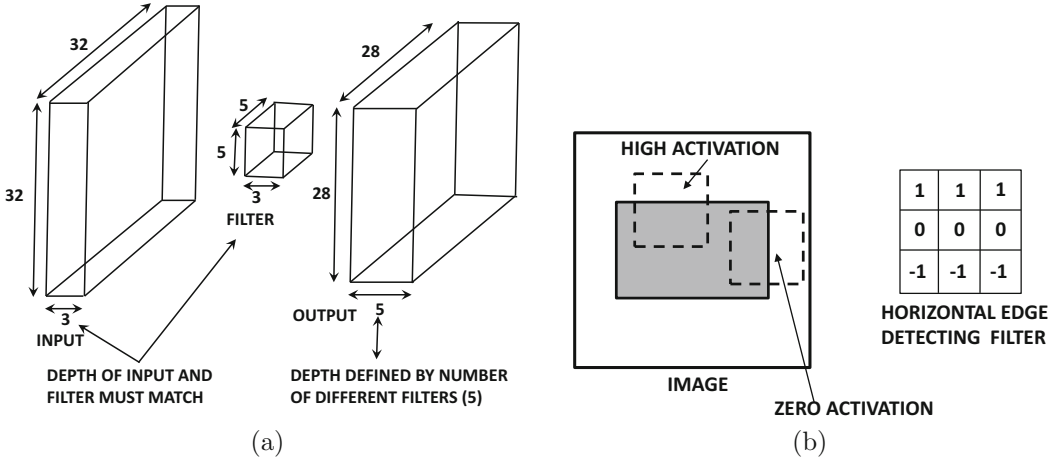 32
32
3
INPUT
5
5
3
FILTER
DEPTH OF INPUT AND
FILTER MUST MATCH
28
28
5
OUTPUT
DEPTH DEFINED BY NUMBER
OF DIFFERENT FILTERS (5)
(a)
HIGH ACTIVATION
IMAGE
ZERO ACTIVATION
1 1 1
0 0 0
-1 -1 -1
HORIZONTAL EDGE
DETECTING FILTER
(b)